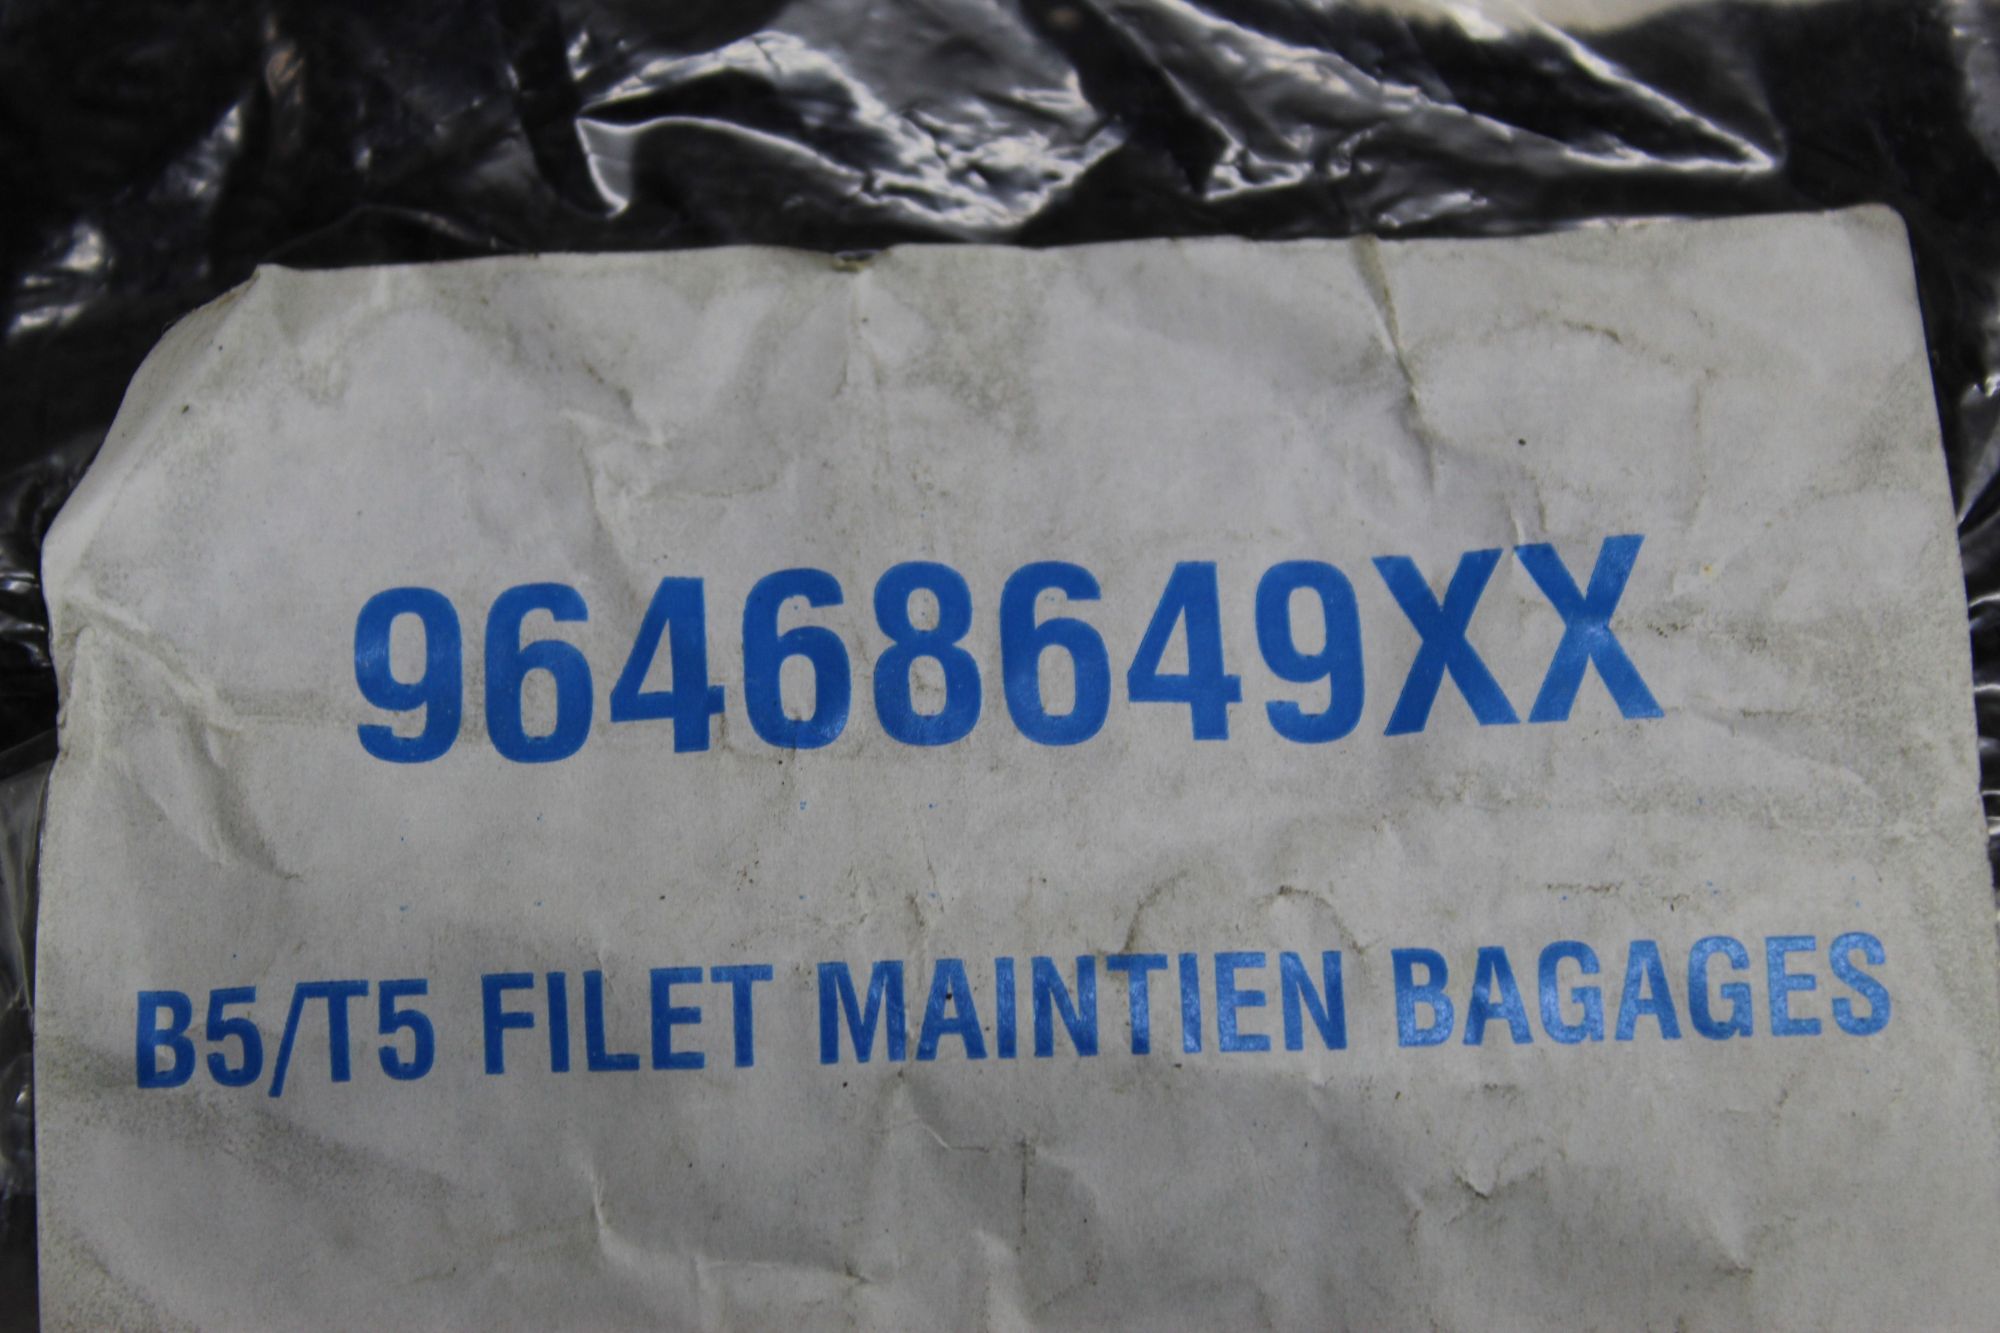 96468649XX
B5/T5 FILET MAINTIEN BAGAGES